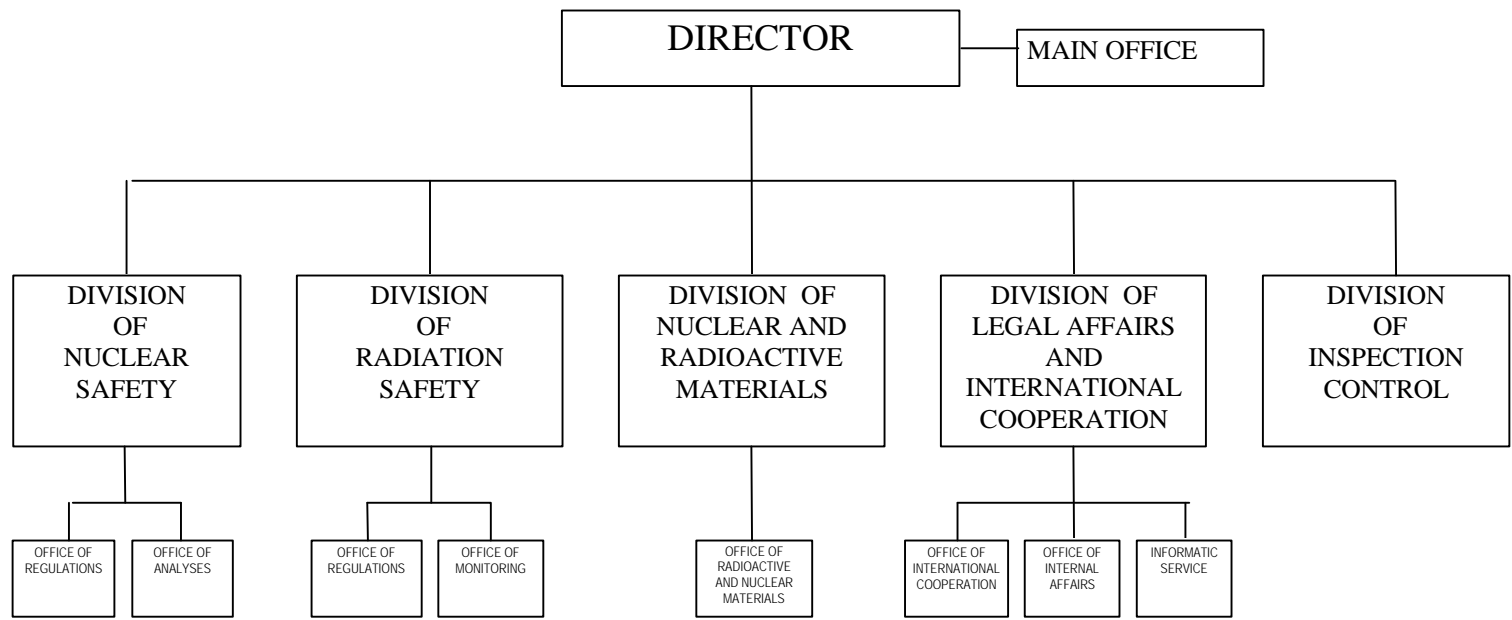 DIRECTOR
MAIN OFFICE
DIVISION
OF
NUCLEAR
SAFETY
DIVISION
OF
RADIATION
SAFETY
DIVISION OF
NUCLEAR AND
RADIOACTIVE
MATERIALS
DIVISION OF
LEGAL AFFAIRS
AND
INTERNATIONAL
COOPERATION
DIVISION
OF
INSPECTION
CONTROL
OFFICE OF
REGULATIONS
OFFICE OF
ANALYSES
OFFICE OF
REGULATIONS
OFFICE OF
MONITORING
OFFICE OF
RADIOACTIVE
AND NUCLEAR
MATERIALS
OFFICE OF
INTERNATIONAL
COOPERATION
OFFICE OF
INTERNAL
AFFAIRS
INFORMATIC
SERVICE